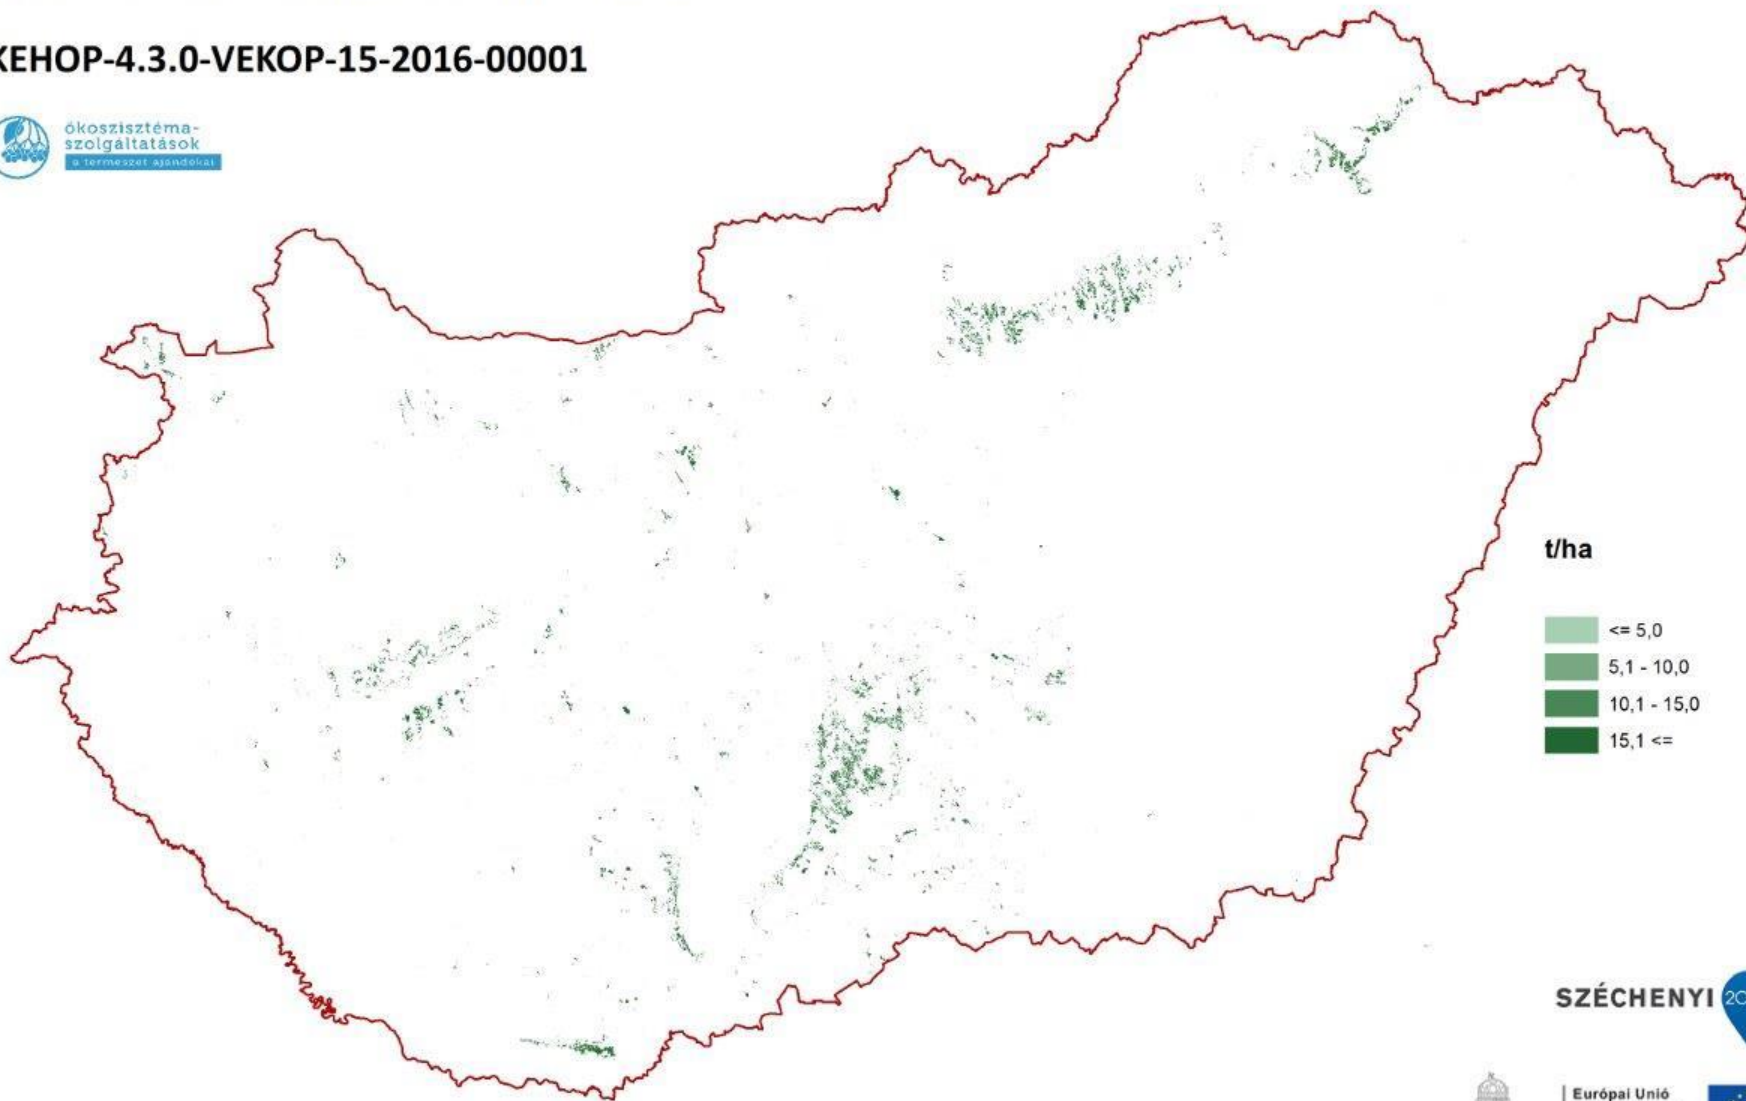 KEHOP-4.3.0-VEKOP-15-2016-00001
ökoszisztéma-
szolgáltatások
a természet ajándékai
t/ha
<= 5,0
5,1 - 10,0
10,1 - 15,0
15,1 <=
SZÉCHENYI
Európai Unió